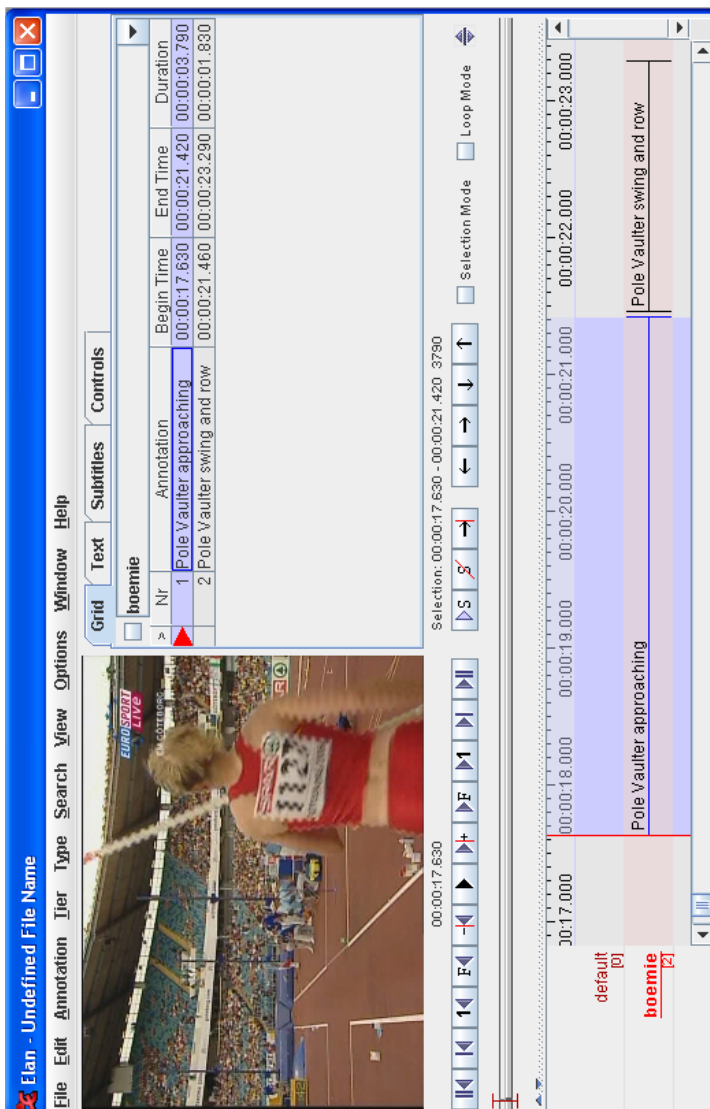 Elan - Undefined File Name
File Edit Annotation Tier Type Search View Options Window Help
EUROSPORT
LIVE
GÖTEBORG
1127
Grid Text Subtitles Controls
boemie
> Nr Annotation Begin Time End Time Duration
1 Pole Vaulter approaching 00:00:17.630 00:00:21.420 00:00:03.790
2 Pole Vaulter swing and row 00:00:21.460 00:00:23.290 00:00:01.830
00:00:17.630
Selection: 00:00:17.630 - 00:00:21.420 3790
1 F F 1 S S
Selection Mode Loop Mode
00:00:17.000 00:00:18.000 00:00:19.000 00:00:20.000 00:00:21.000 00:00:22.000 00:00:23.000
default
[0]
Pole Vaulter approaching Pole Vaulter swing and row
boemie
[2]